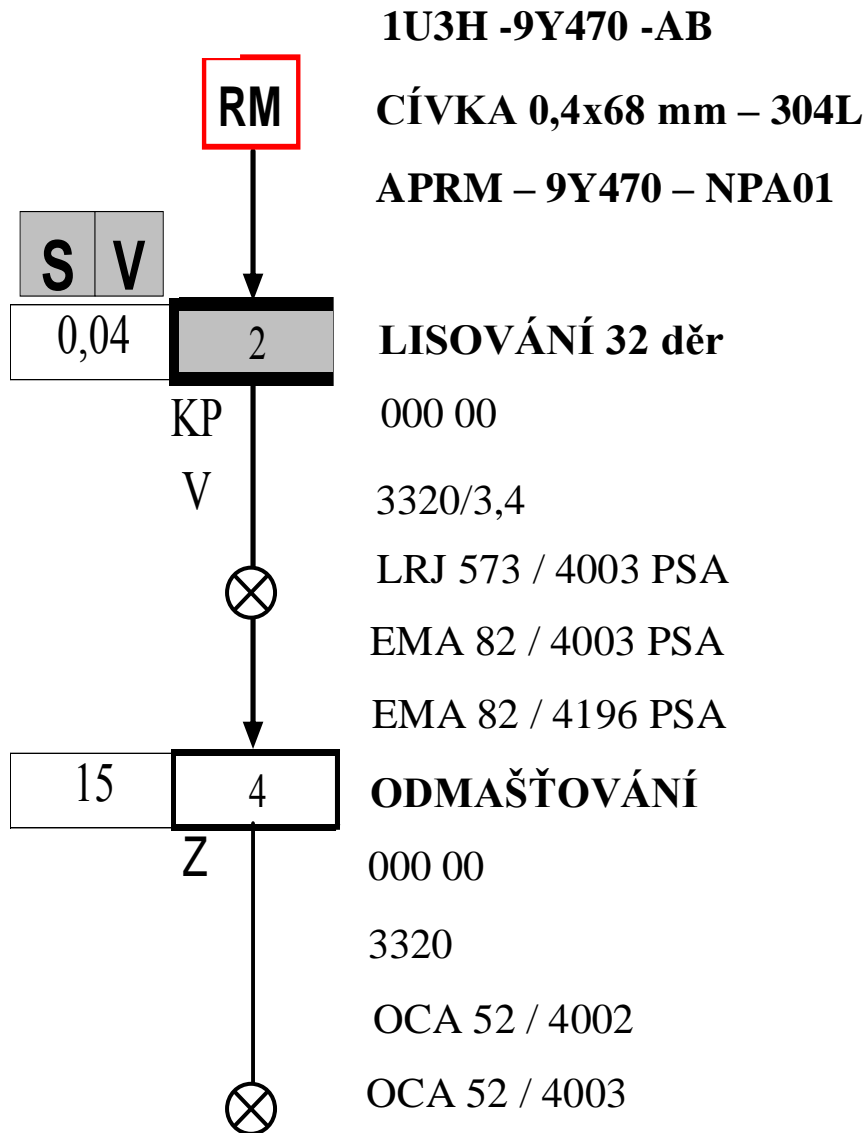 1U3H -9Y470 -AB
RM CÍVKA 0,4x68 mm – 304L
APRM – 9Y470 – NPA01
S V
0,04 2 LISOVÁNÍ 32 děr
KP 000 00
V 3320/3,4
LRJ 573 / 4003 PSA
EMA 82 / 4003 PSA
EMA 82 / 4196 PSA
15 4 ODMAŠŤOVÁNÍ
Z 000 00
3320
OCA 52 / 4002
OCA 52 / 4003